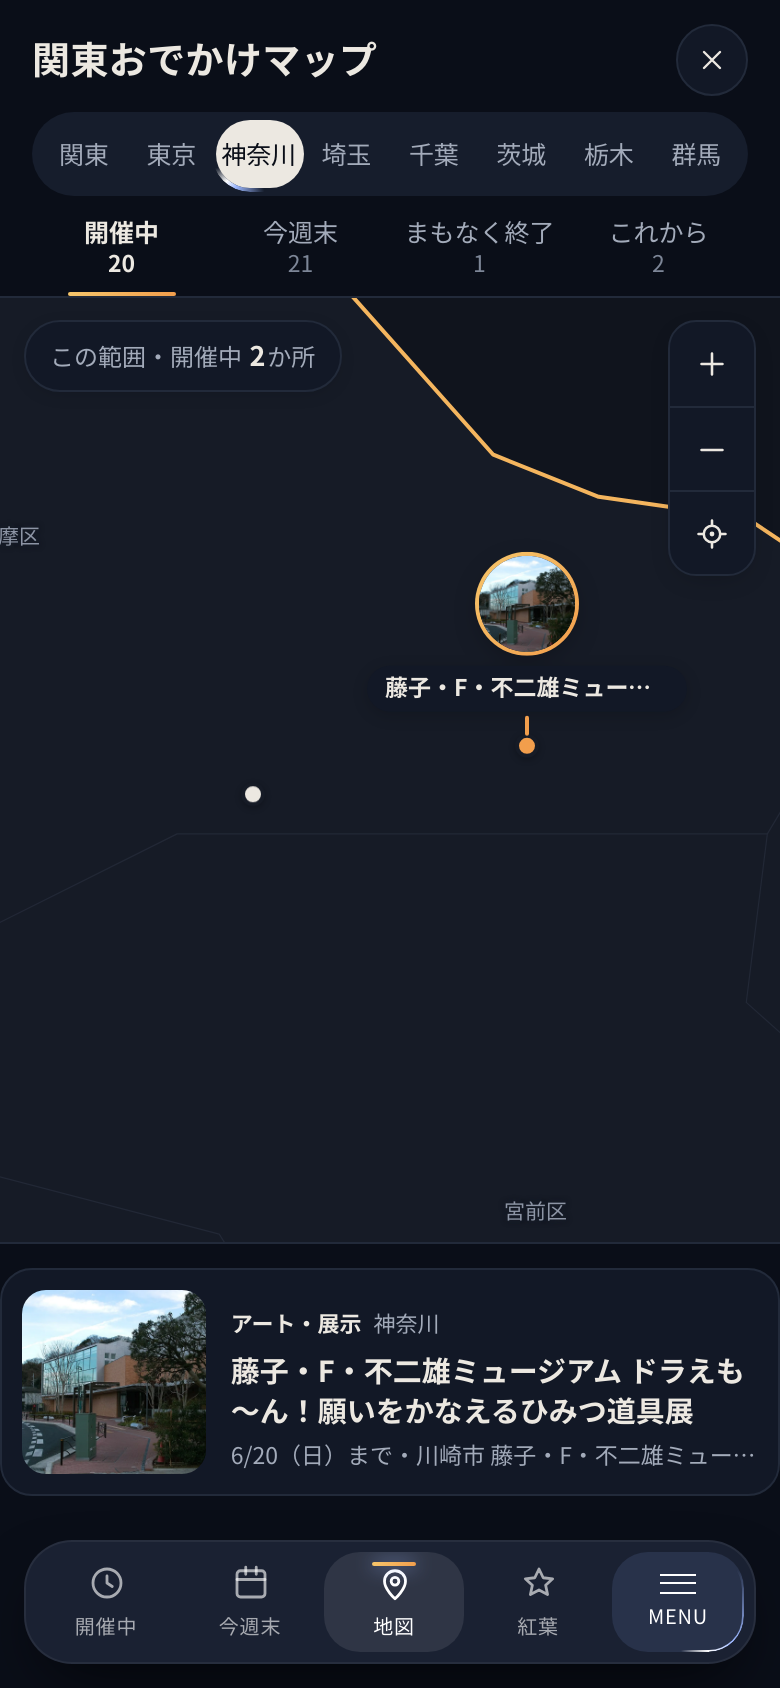 関東おでかけマップ
関東 東京 神奈川 埼玉 千葉 茨城 栃木 群馬
開催中 今週末 まもなく終了 これから
20 21 1 2
この範囲・開催中 2か所
摩区
藤子・F・不二雄ミュー…
宮前区
アート・展示 神奈川
藤子・F・不二雄ミュージアム ドラえも
〜ん!願いをかなえるひみつ道具展
6/20(日)まで・川崎市 藤子・F・不二雄ミュー…
開催中 今週末 地図 紅葉 MENU